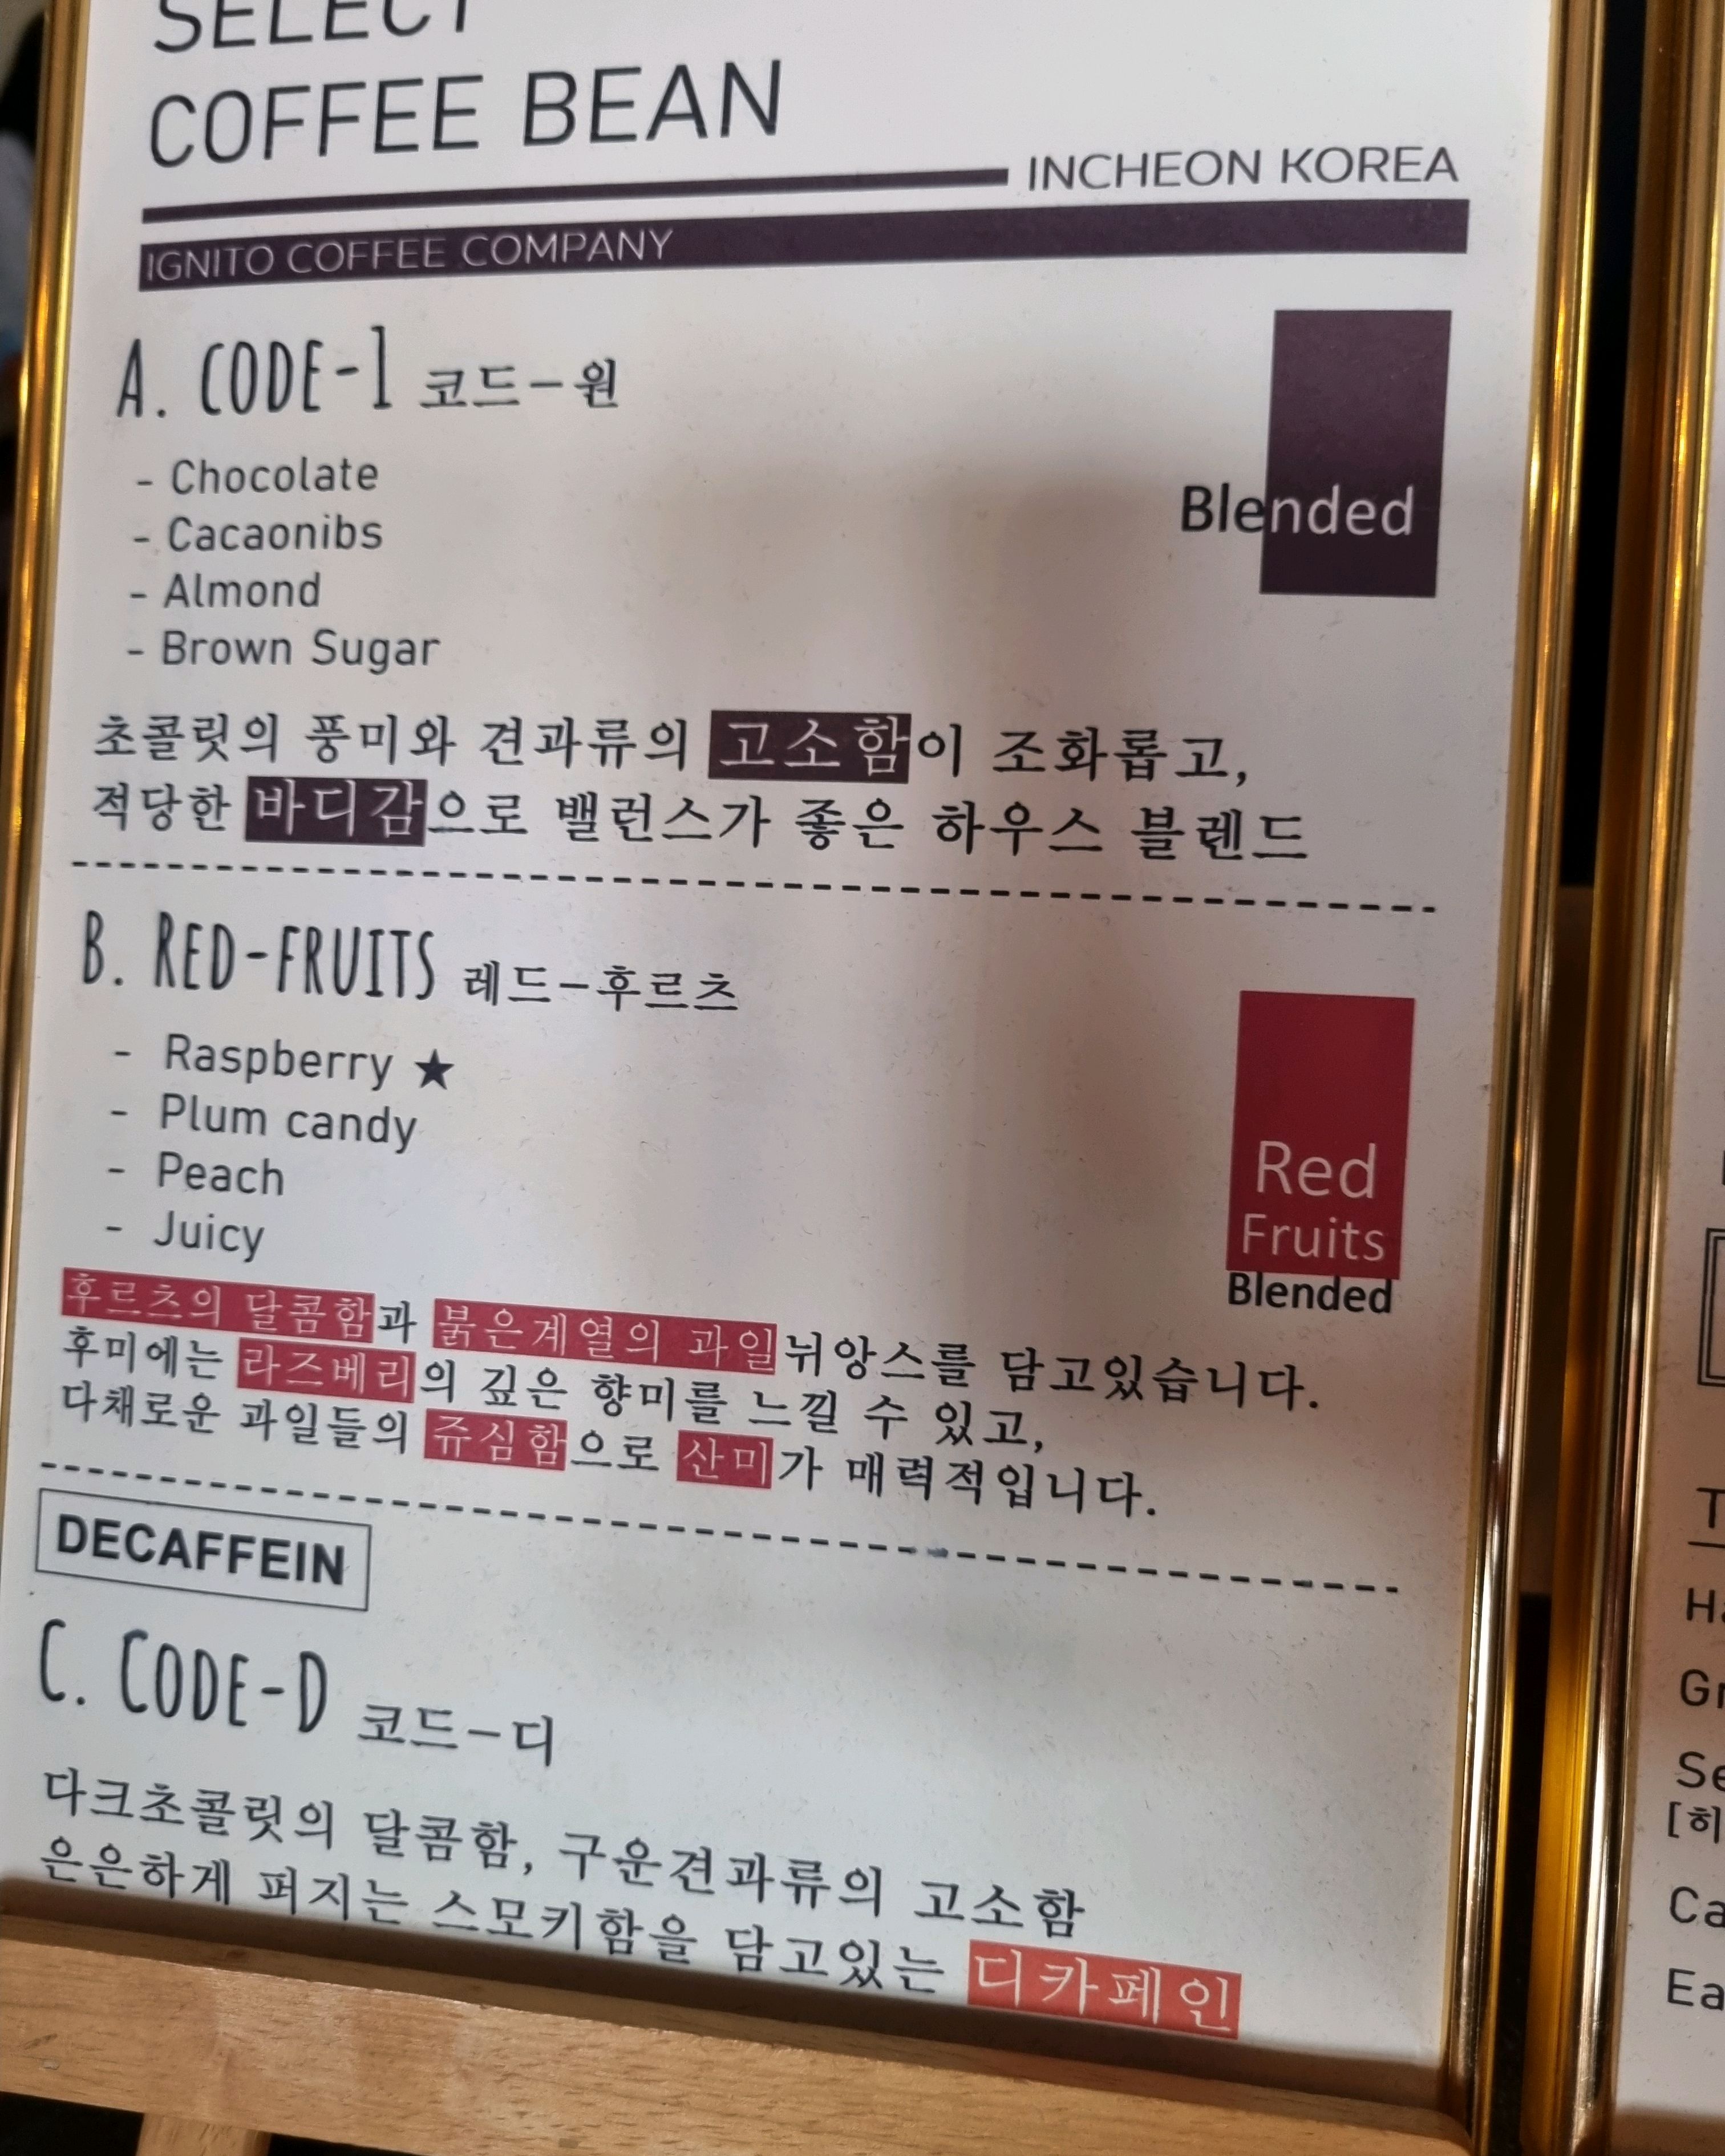 SELECT
COFFEE BEAN
INCHEON KOREA
IGNITO COFFEE COMPANY
A. CODE-1 코드-원
- Chocolate
- Cacaonibs
- Almond
- Brown Sugar
Blended
초콜릿의 풍미와 견과류의 고소함이 조화롭고,
적당한 바디감으로 밸런스가 좋은 하우스 블렌드
B. RED-FRUITS 레드-후르츠
- Raspberry ★
- Plum candy
- Peach
- Juicy
Red
Fruits
Blended
후르츠의 달콤함과 붉은계열의 과일뉘앙스를 담고있습니다.
후미에는 라즈베리의 깊은 향미를 느낄 수 있고,
다채로운 과일들의 쥬심함으로 산미가 매력적입니다.
DECAFFEIN
C. CODE-D 코드-디
다크초콜릿의 달콤함, 구운견과류의 고소함
은은하게 퍼지는 스모키함을 담고있는 디카페인